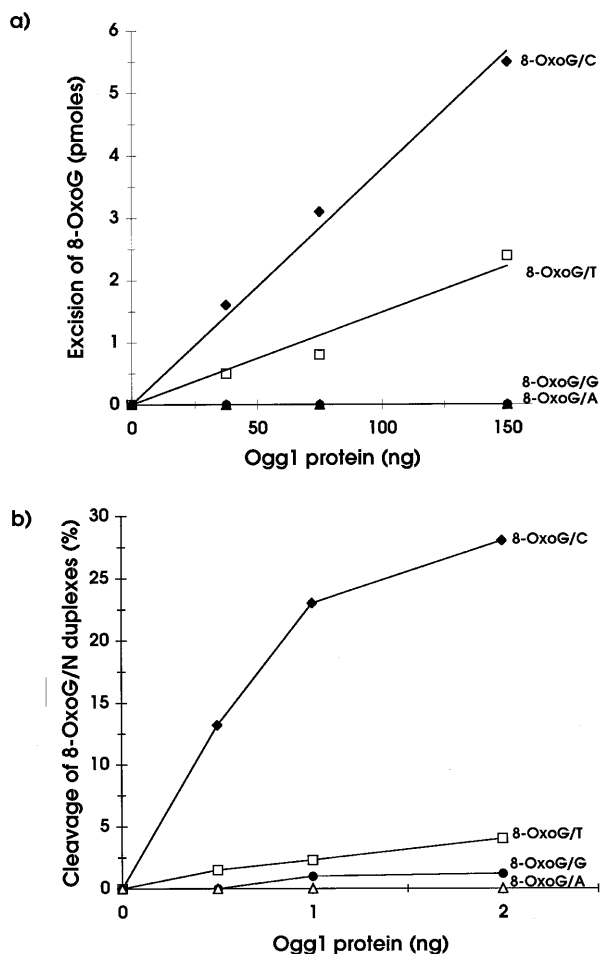 a)
Excision of 8-OxoG (pmoles)
6
5
4
3
2
1
0
0 50 100 150
Ogg1 protein (ng)
8-OxoG/C
8-OxoG/T
8-OxoG/G
8-OxoG/A
b)
Cleavage of 8-OxoG/N duplexes (%)
30
25
20
15
10
5
0
0 1 2
Ogg1 protein (ng)
8-OxoG/C
8-OxoG/T
8-OxoG/G
8-OxoG/A